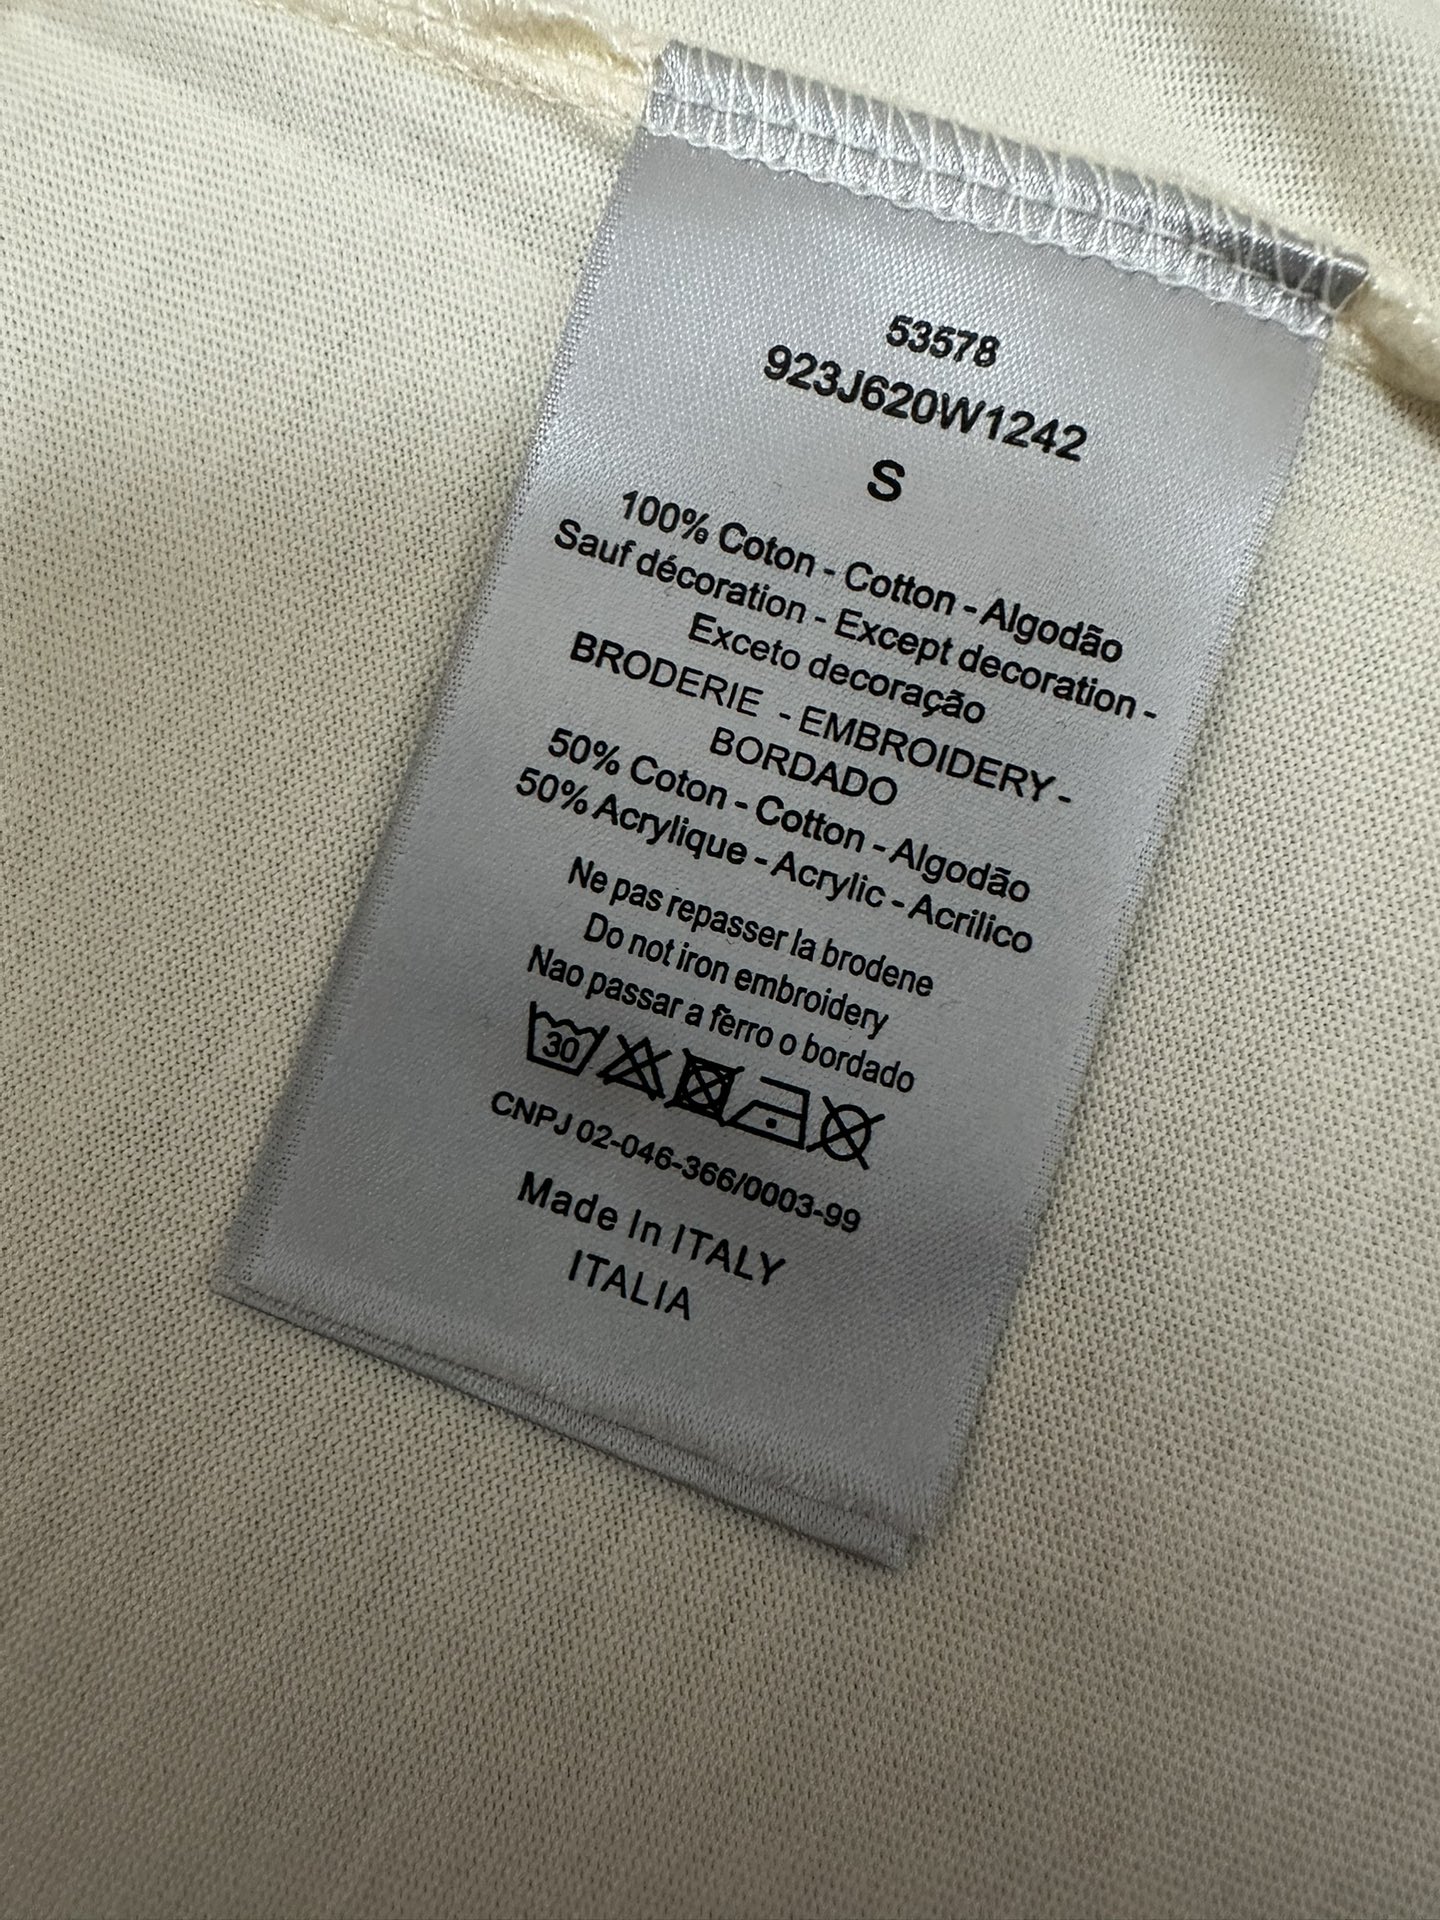 53578
923J620W1242
S
100% Coton - Cotton - Algodão
Sauf décoration - Except decoration -
Exceto decoração
BRODERIE - EMBROIDERY -
BORDADO
50% Coton - Cotton - Algodão
50% Acrylique - Acrylic - Acrilico
Ne pas repasser la brodene
Do not iron embroidery
Nao passar a ferro o bordado
30
CNPJ 02-046-366/0003-99
Made In ITALY
ITALIA